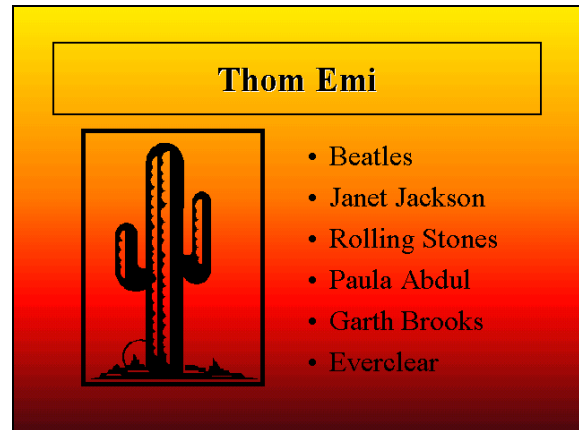 Thom Emi
• Beatles
• Janet Jackson
• Rolling Stones
• Paula Abdul
• Garth Brooks
• Everclear